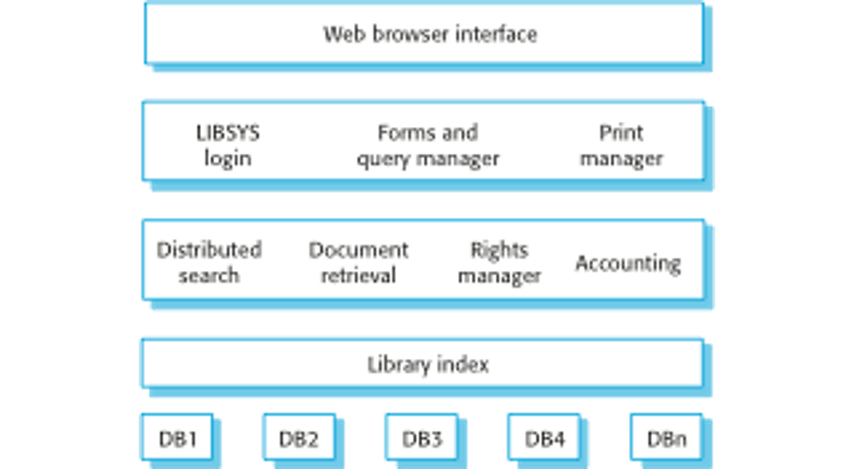 Web browser interface
LIBSYS
login
Forms and
query manager
Print
manager
Distributed
search
Document
retrieval
Rights
manager
Accounting
Library index
DB1
DB2
DB3
DB4
DBn